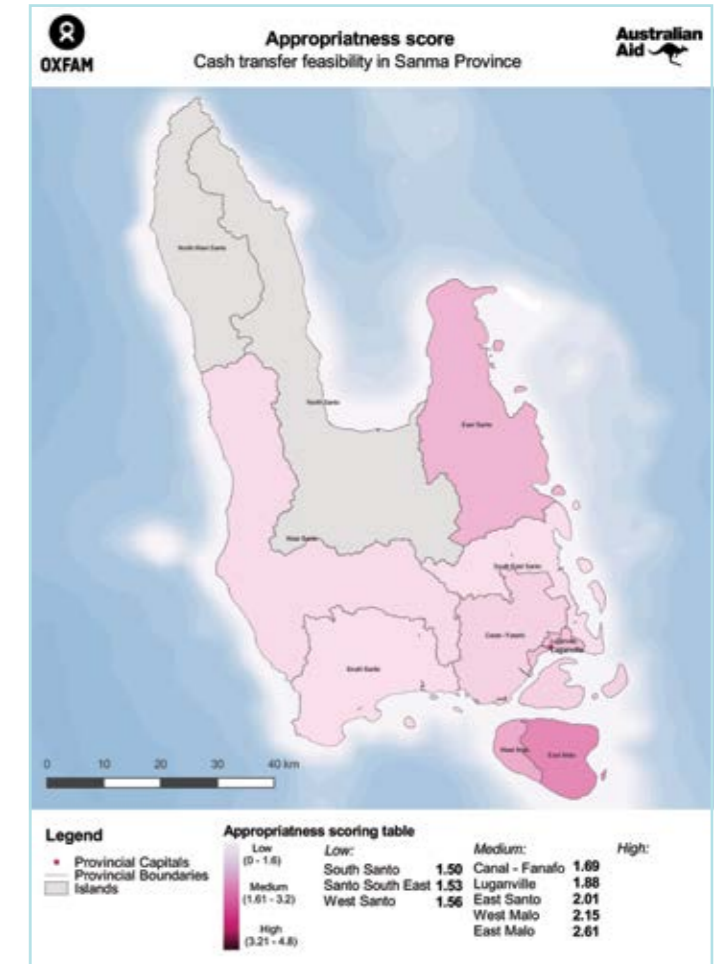 OXFAM
Appropriatness score
Cash transfer feasibility in Sanma Province
Australian
Aid
North West Santo
North Santo
East Santo
West Santo
South East Santo
Canal - Fanafo
Luganville
South Santo
West Malo
East Malo
0 10 20 30 40 km
Legend
Provincial Capitals
Provincial Boundaries
Islands
Appropriatness scoring table
Low
(0 - 1.6)
Medium
(1.61 - 3.2)
High
(3.21 - 4.8)
Low:
South Santo 1.50
Santo South East 1.53
West Santo 1.56
Medium:
Canal - Fanafo 1.69
Luganville 1.88
East Santo 2.01
West Malo 2.15
East Malo 2.61
High: